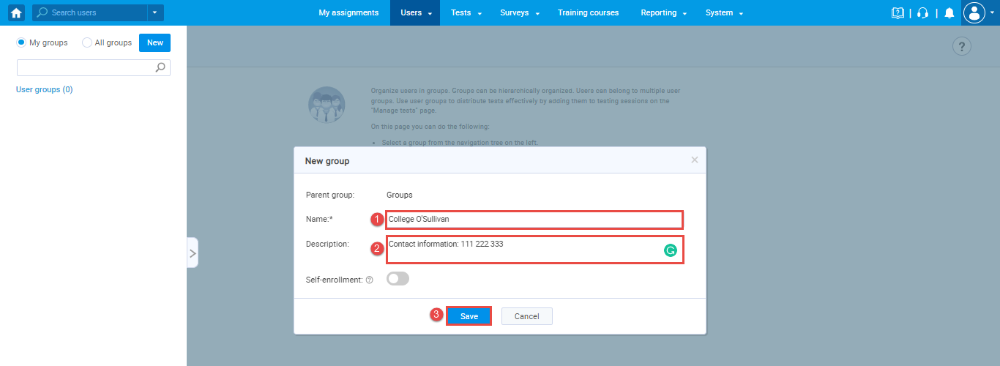 Search users
My assignments
Users
Tests
Surveys
Training courses
Reporting
System
?
My groups
All groups
New
User groups (0)
?
Organize users in groups. Groups can be hierarchically organized. Users can belong to multiple user
groups. Use user groups to distribute tests effectively by adding them to testing sessions on the
"Manage tests" page.
On this page you can do the following:
• Select a group from the navigation tree on the left.
New group
Parent group: Groups
Name:* 1 College O'Sullivan
Description: 2 Contact information: 111 222 333
Self-enrollment: ?
3 Save Cancel